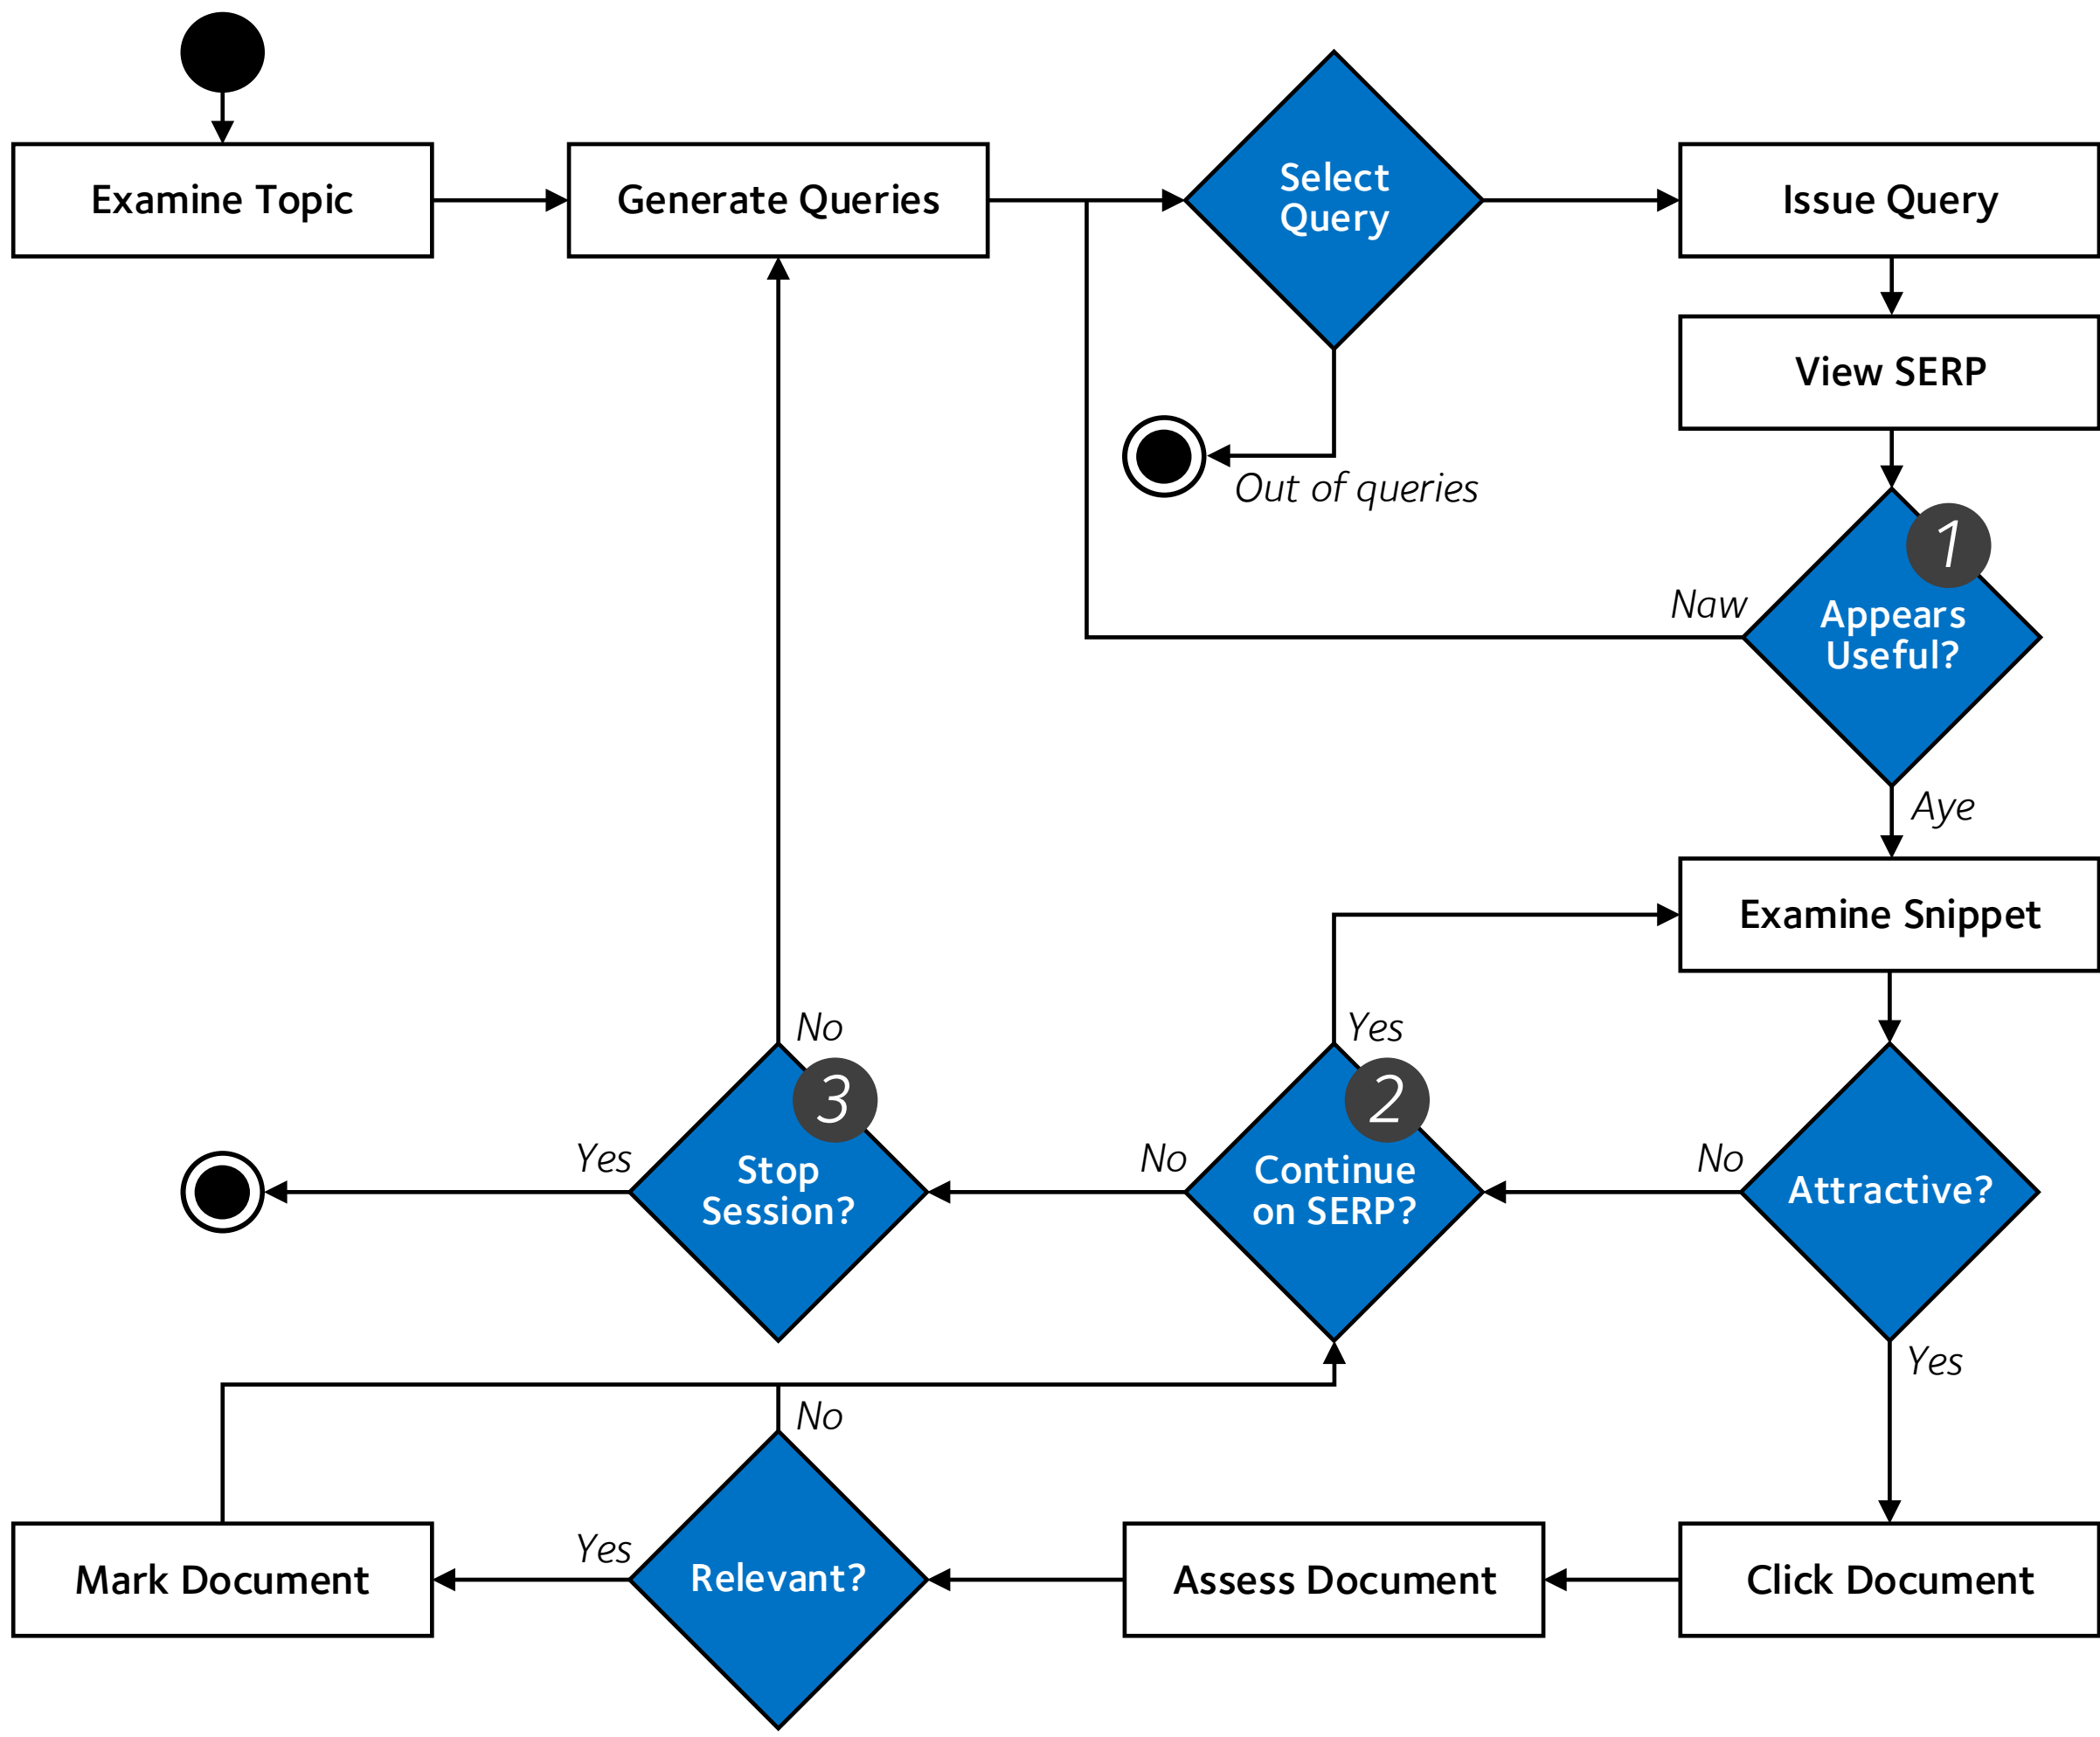 Examine Topic
Generate Queries
Select
Query
Issue Query
View SERP
Out of queries
1
Naw
Appears
Useful?
Aye
Examine Snippet
No
Yes
3
2
Yes
Stop
Session?
No
Continue
on SERP?
No
Attractive?
Yes
No
Mark Document
Yes
Relevant?
Assess Document
Click Document